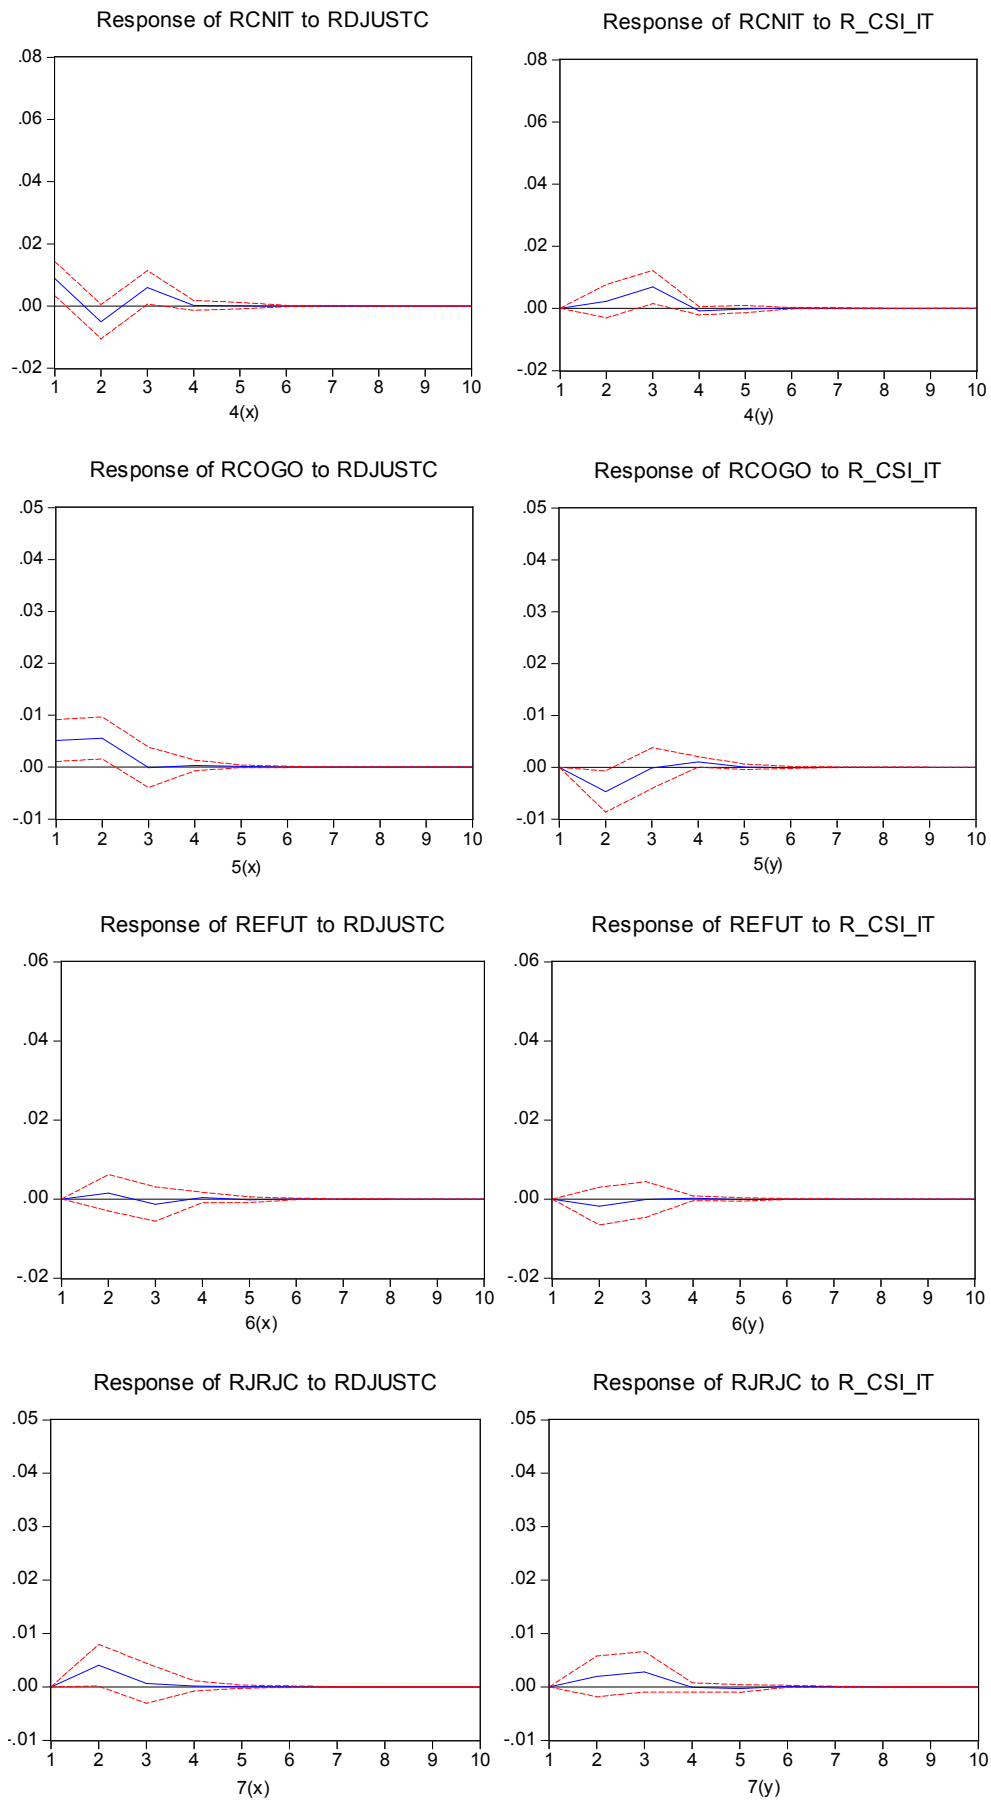 Response of RCNIT to RDJUSTC
.08
.06
.04
.02
.00
-.02
1 2 3 4 5 6 7 8 9 10
4(x)
Response of RCNIT to R_CSI_IT
.08
.06
.04
.02
.00
-.02
1 2 3 4 5 6 7 8 9 10
4(y)
Response of RCOGO to RDJUSTC
.05
.04
.03
.02
.01
.00
-.01
1 2 3 4 5 6 7 8 9 10
5(x)
Response of RCOGO to R_CSI_IT
.05
.04
.03
.02
.01
.00
-.01
1 2 3 4 5 6 7 8 9 10
5(y)
Response of REFUT to RDJUSTC
.06
.04
.02
.00
-.02
1 2 3 4 5 6 7 8 9 10
6(x)
Response of REFUT to R_CSI_IT
.06
.04
.02
.00
-.02
1 2 3 4 5 6 7 8 9 10
6(y)
Response of RJRJC to RDJUSTC
.05
.04
.03
.02
.01
.00
-.01
1 2 3 4 5 6 7 8 9 10
7(x)
Response of RJRJC to R_CSI_IT
.05
.04
.03
.02
.01
.00
-.01
1 2 3 4 5 6 7 8 9 10
7(y)